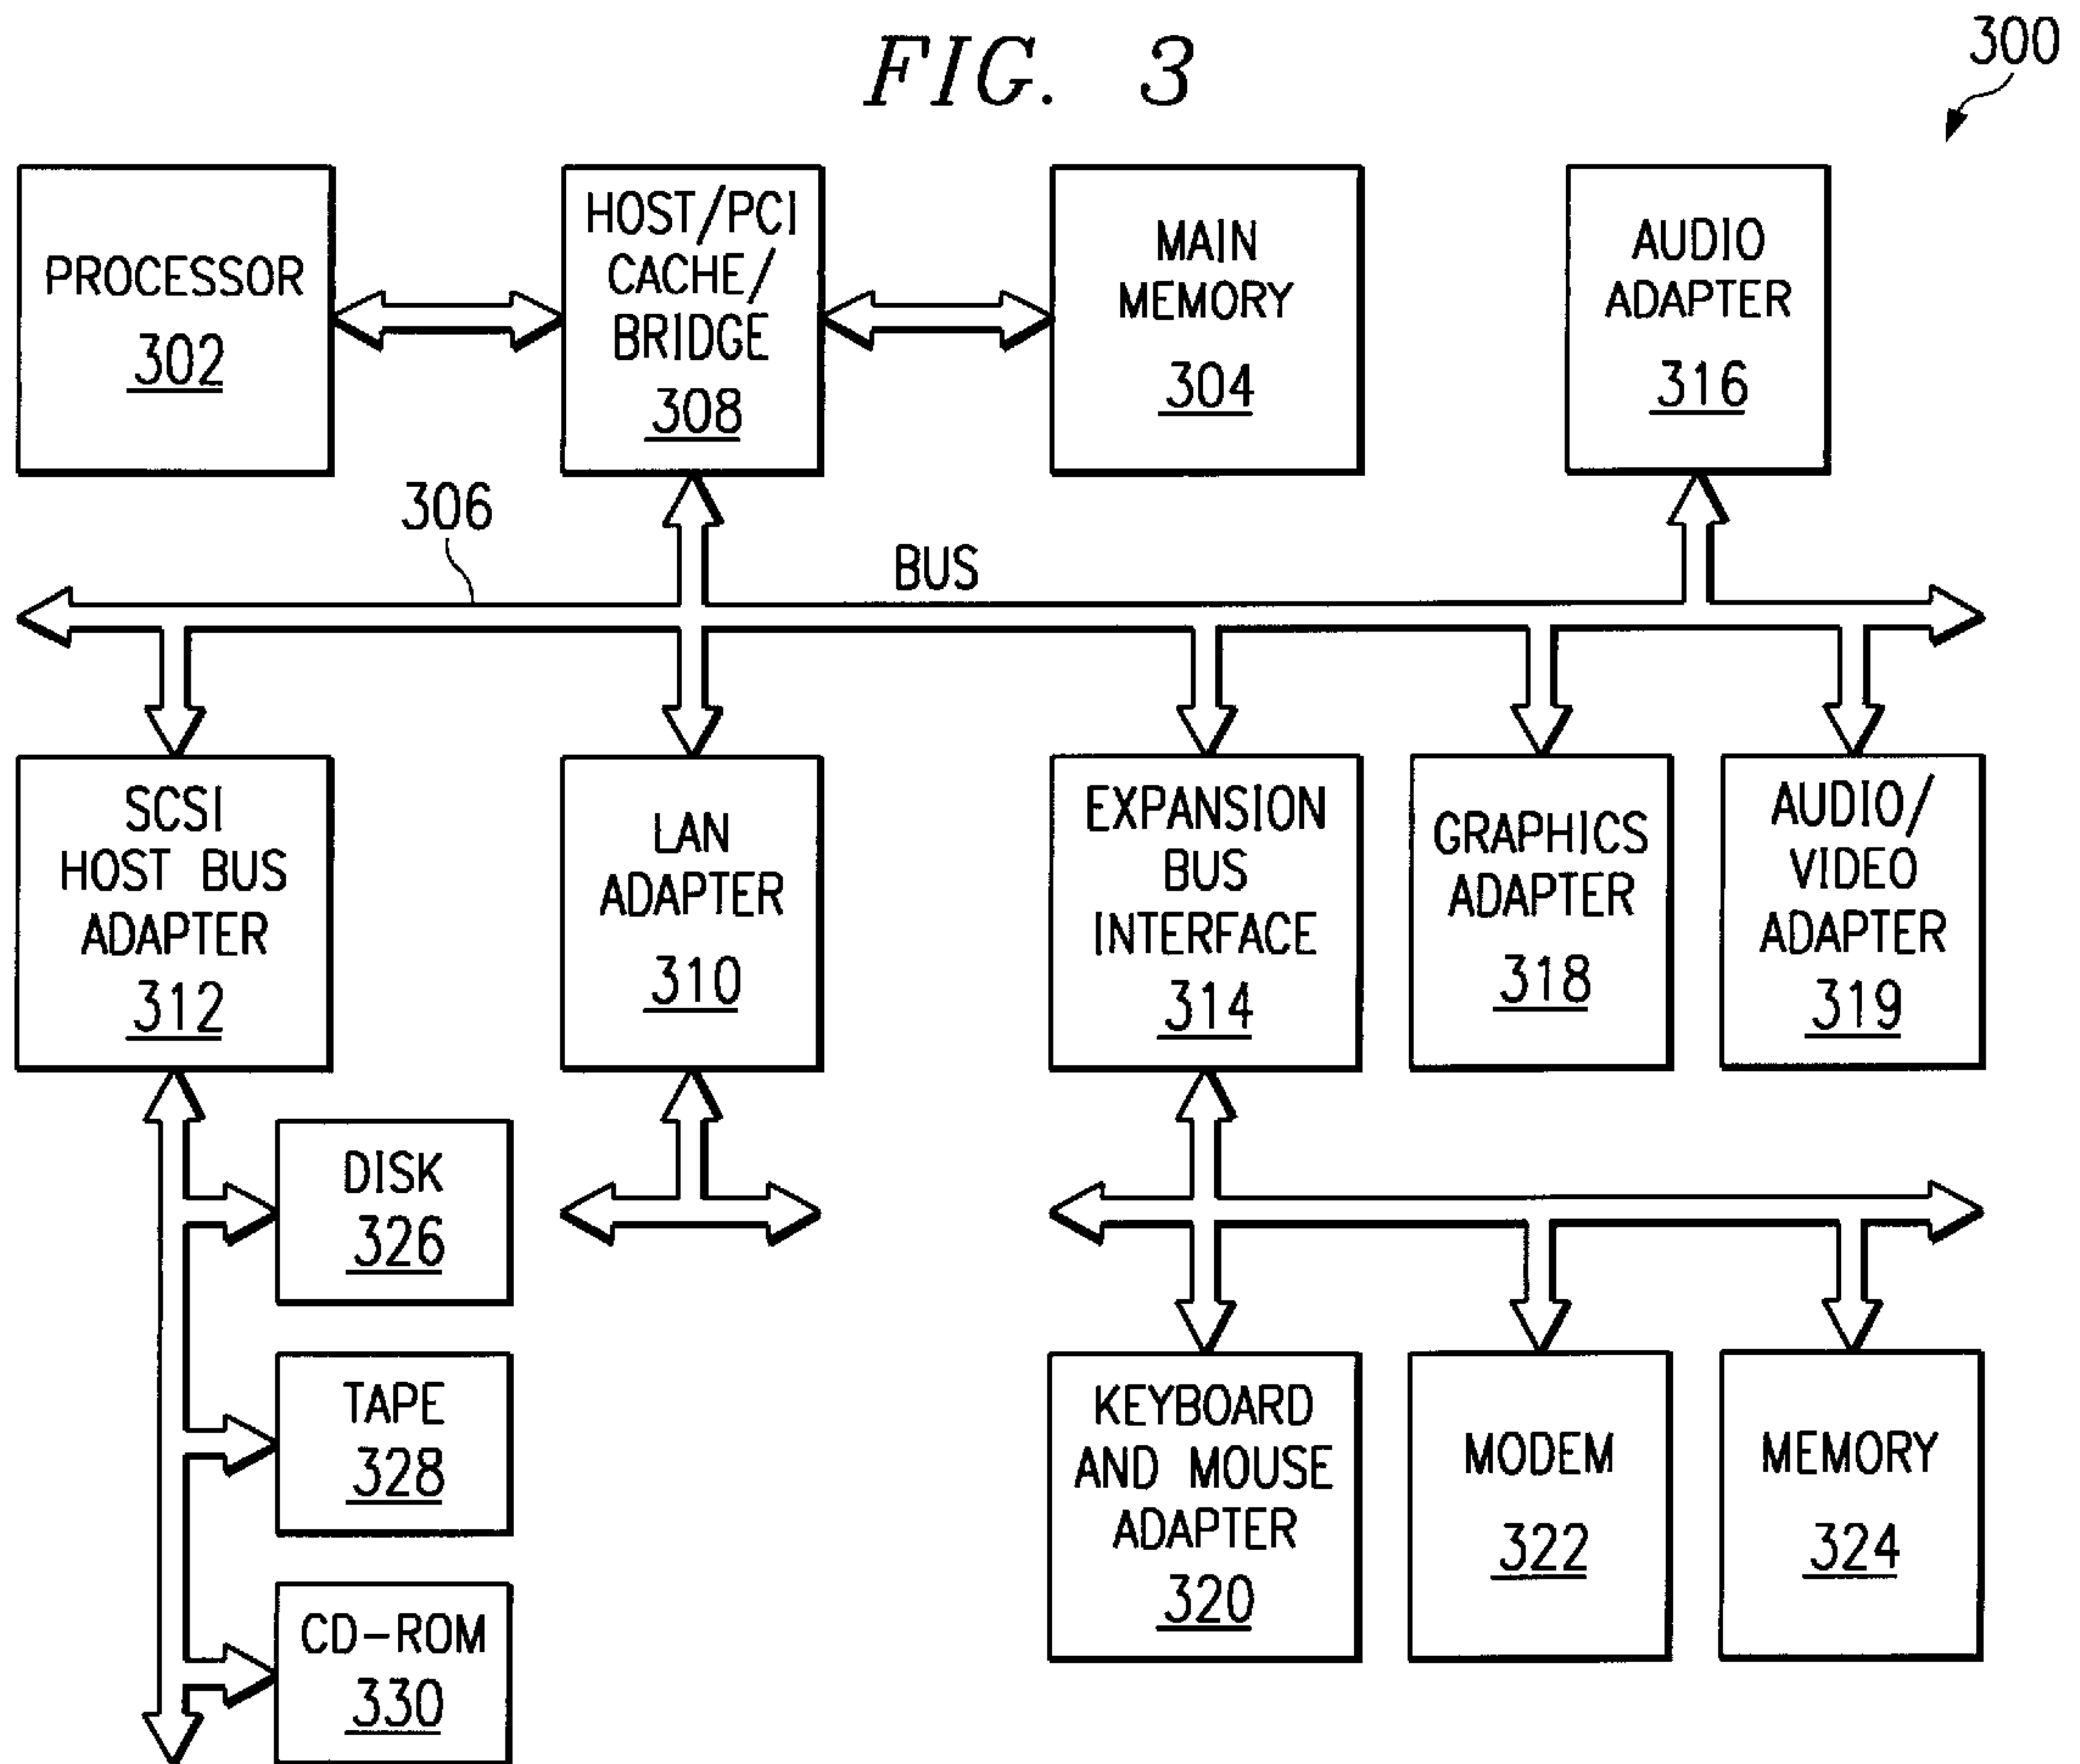 FIG. 3
300
PROCESSOR
302
HOST/PCI
CACHE/
BRIDGE
308
MAIN
MEMORY
304
AUDIO
ADAPTER
316
306
BUS
SCSI
HOST BUS
ADAPTER
312
LAN
ADAPTER
310
EXPANSION
BUS
INTERFACE
314
GRAPHICS
ADAPTER
318
AUDIO/
VIDEO
ADAPTER
319
DISK
326
TAPE
328
CD-ROM
330
KEYBOARD
AND MOUSE
ADAPTER
320
MODEM
322
MEMORY
324